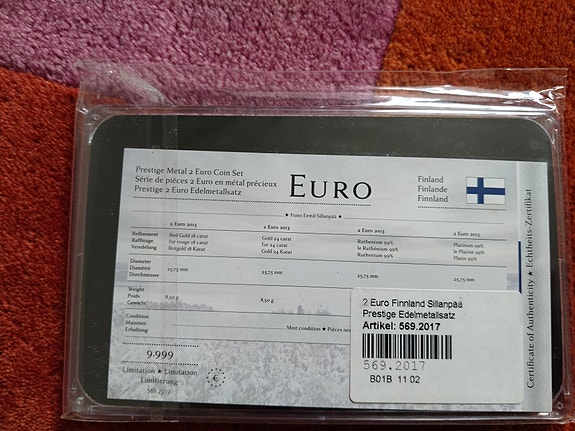 Prestige Metal 2 Euro Coin Set
Série de pièces 2 Euro en métal précieux
Prestige 2 Euro Edelmetallsatz
EURO
Finland
Finlande
Finnland
★ Frans Eemil Sillanpää ★
2 Euro 2013 2 Euro 2013 2 Euro 2013 2 Euro 2013
Refinement Red Gold 18 carat Gold 24 carat Ruthenium 99% Platinum 99%
Raffinage l'or rouge 18 carat l'or 24 carat le Ruthenium 99% le Platine 99%
Veredelung Rotgold 18 Karat Gold 24 Karat Ruthenium 99% Platin 99%
Diameter
Diamètre 25,75 mm 25,75 mm 25,75 mm 25,75 mm
Durchmesser
Weight
Poids 8,50 g 8,50 g
Gewicht
Condition
Maintien Mint condition ★ Pièces
Erhaltung
9.999
Limitation ★ Limitation
Limitierung
569.2017
€
2 Euro Finnland Sillanpää
Prestige Edelmetallsatz
Artikel: 569.2017
569.2017
B01B 11 02
Certificate of Authenticity ★ Echtheits-Zertifikat